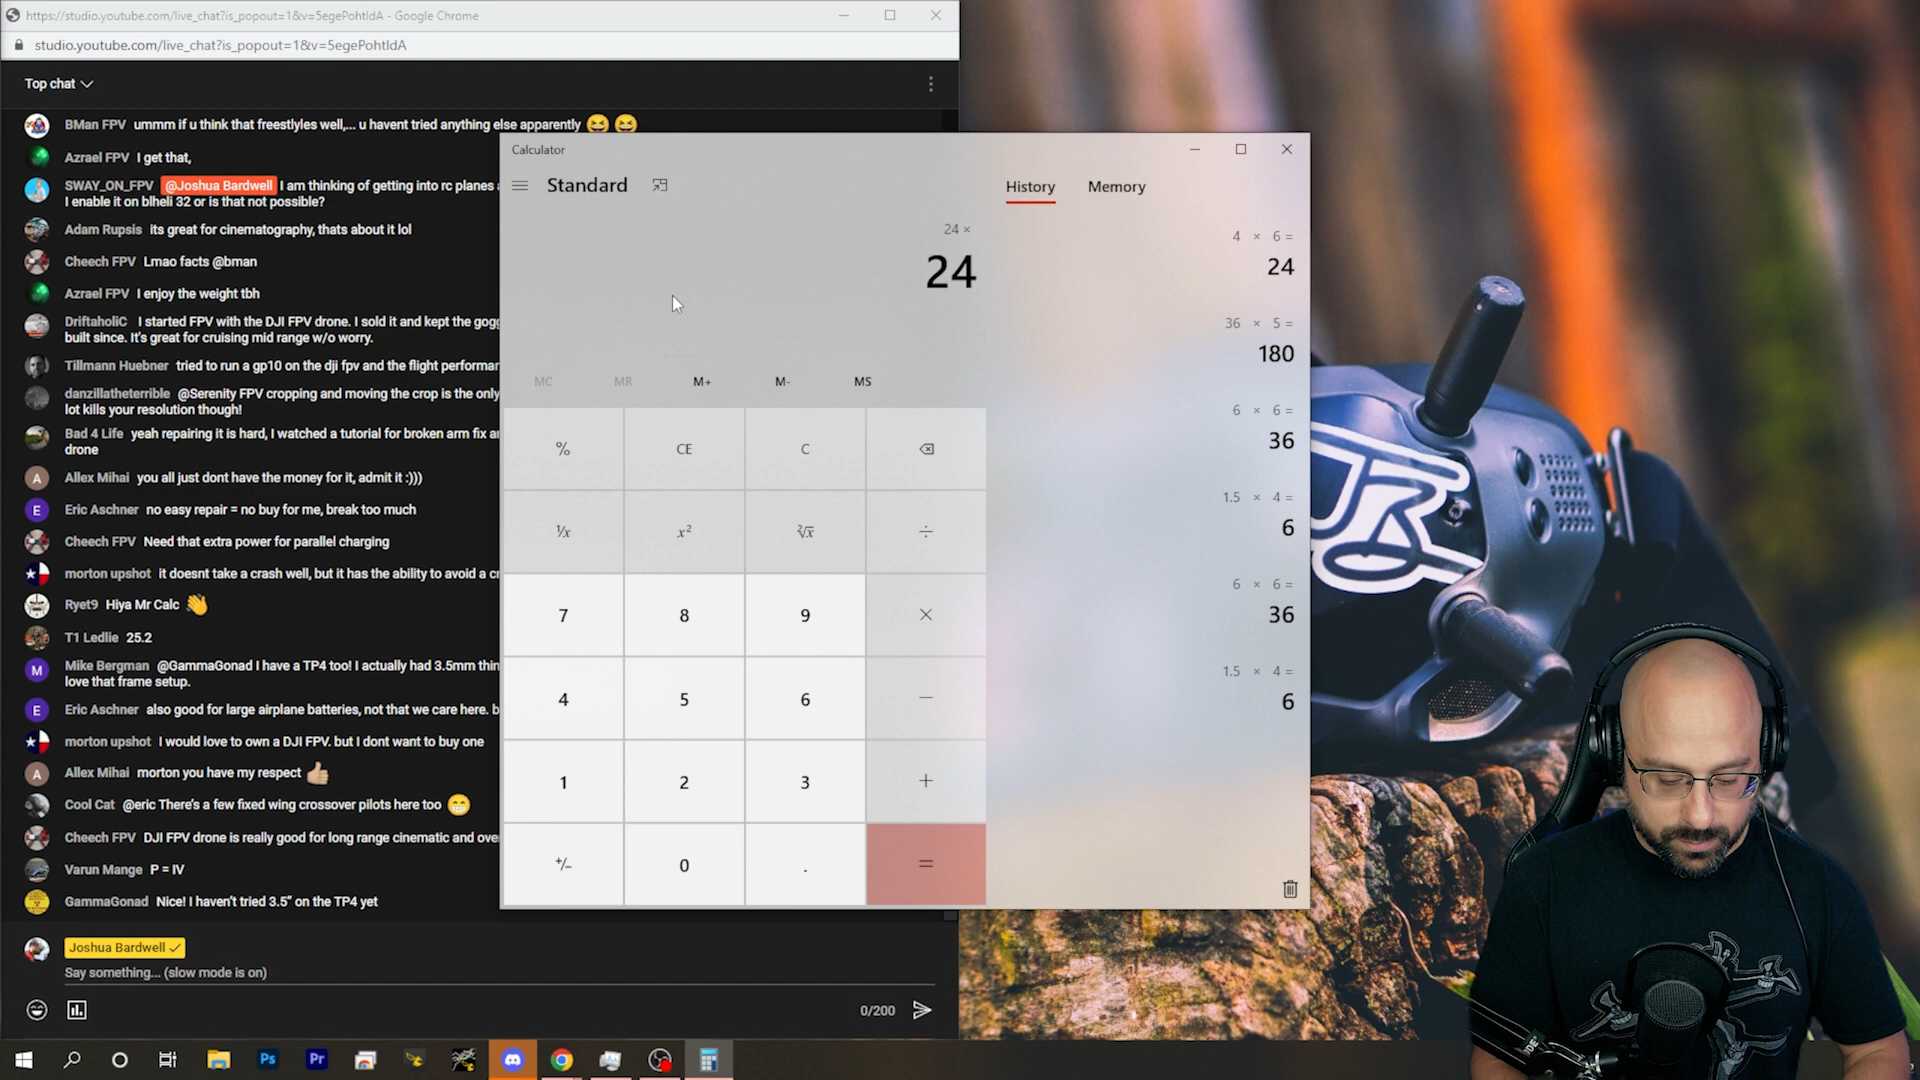 https://studio.youtube.com/live_chat?is_popout=1&v=5egePohtIdA - Google Chrome
studio.youtube.com/live_chat?is_popout=1&v=5egePohtIdA
Top chat
BMan FPV ummm if u think that freestlyles well,... u havent tried anything else apparently 😆 😆
Azrael FPV I get that,
SWAY_ON_FPV @Joshua Bardwell I am thinking of getting into rc planes
I enable it on blheli 32 or is that not possible?
Adam Rupsis its great for cinematography, thats about it lol
Cheech FPV Lmao facts @bman
Azrael FPV I enjoy the weight tbh
DriftaholiC I started FPV with the DJI FPV drone. I sold it and kept the
built since. It's great for cruising mid range w/o worry.
Tillmann Huebner tried to run a gp10 on the dji fpv and the flight
danzillatheterrible @Serenity FPV cropping and moving the crop is the only
lot kills your resolution though!
Bad 4 Life yeah repairing it is hard, I watched a tutorial for broken arm fix
drone
Allex Mihai you all just dont have the money for it, admit it :)))
Eric Aschner no easy repair = no buy for me, break too much
Cheech FPV Need that extra power for parallel charging
morton upshot it doesnt take a crash well, but it has the ability to avoid a
Ryet9 Hiya Mr Calc 👋
T1 Ledlie 25.2
Mike Bergman @GammaGonad I have a TP4 too! I actually had 3.5mm
love that frame setup.
Eric Aschner also good for large airplane batteries, not that we care here.
morton upshot I would love to own a DJI FPV. but I dont want to buy one
Allex Mihai morton you have my respect 👍
Cool Cat @eric There's a few fixed wing crossover pilots here too 😁
Cheech FPV DJI FPV drone is really good for long range cinematic and
Varun Mange P = IV
GammaGonad Nice! I haven't tried 3.5” on the TP4 yet
Joshua Bardwell
Say something... (slow mode is on)
0/200
Calculator
Standard
24 ×
24
MC MR M+ M- MS
% CE C
⅟x x² ²√x ÷
7 8 9 ×
4 5 6 −
1 2 3 +
+/− 0 . =
History Memory
4 × 6 =
24
36 × 5 =
180
6 × 6 =
36
1.5 × 4 =
6
6 × 6 =
36
1.5 × 4 =
6
A
E
M
E
A
Ps
Pr